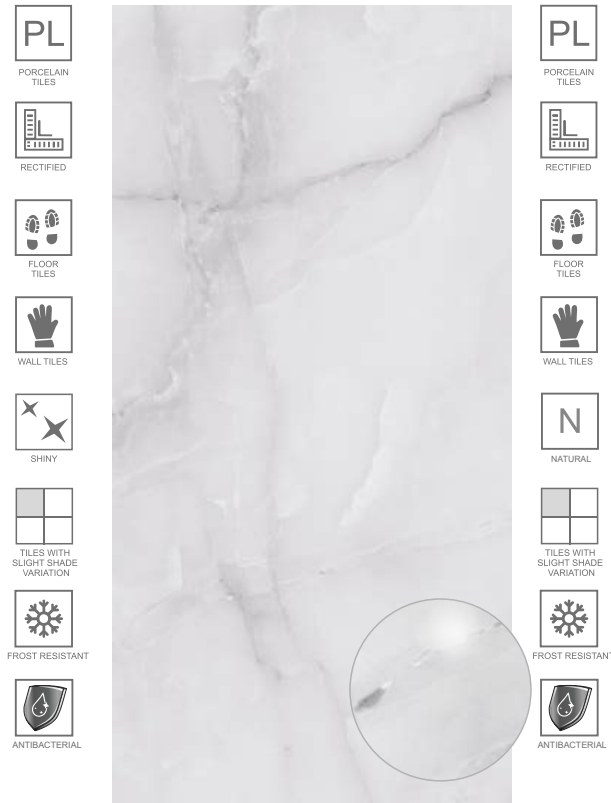 PL
PORCELAIN
TILES
RECTIFIED
FLOOR
TILES
WALL TILES
SHINY
TILES WITH
SLIGHT SHADE
VARIATION
FROST RESISTANT
ANTIBACTERIAL
PL
PORCELAIN
TILES
RECTIFIED
FLOOR
TILES
WALL TILES
N
NATURAL
TILES WITH
SLIGHT SHADE
VARIATION
FROST RESISTAN
ANTIBACTERIAL